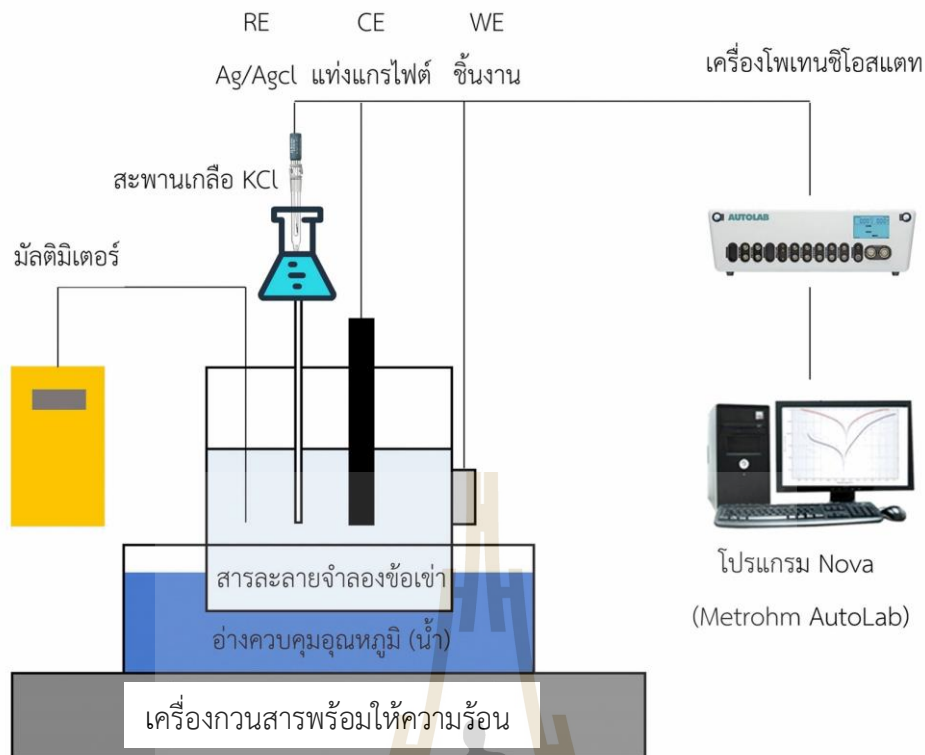 RE CE WE
Ag/Agcl แท่งแกรไฟต์ ชิ้นงาน
เครื่องโพเทนชิโอสแตท
สะพานเกลือ KCl
มัลติมิเตอร์
AUTOLAB
สารละลายจำลองข้อเข่า
อ่างควบคุมอุณหภูมิ (น้ำ)
เครื่องกวนสารพร้อมให้ความร้อน
โปรแกรม Nova
(Metrohm AutoLab)